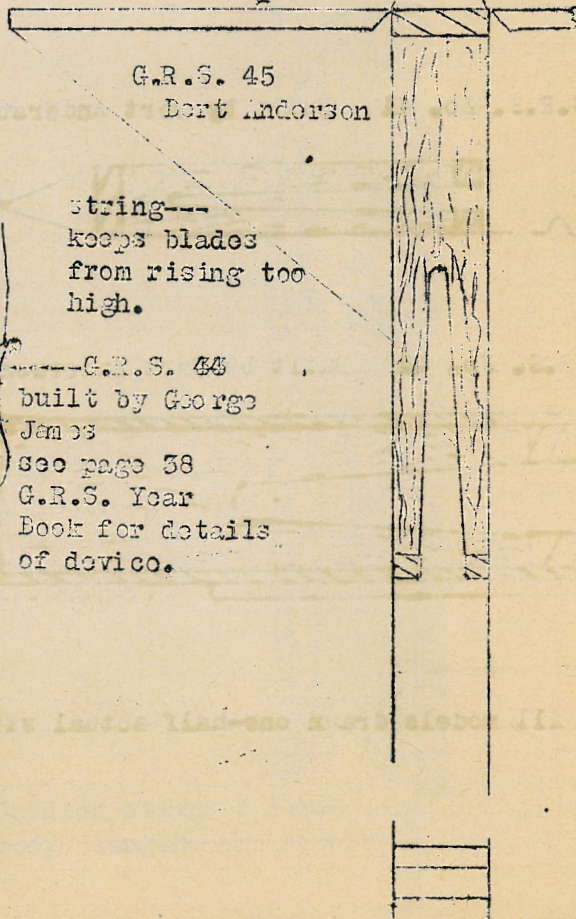 G.R.S. 45
Bert Anderson
string---
keeps blades
from rising too
high.
----G.R.S. 44
built by George
James
see page 38
G.R.S. Year
Book for details
of device.